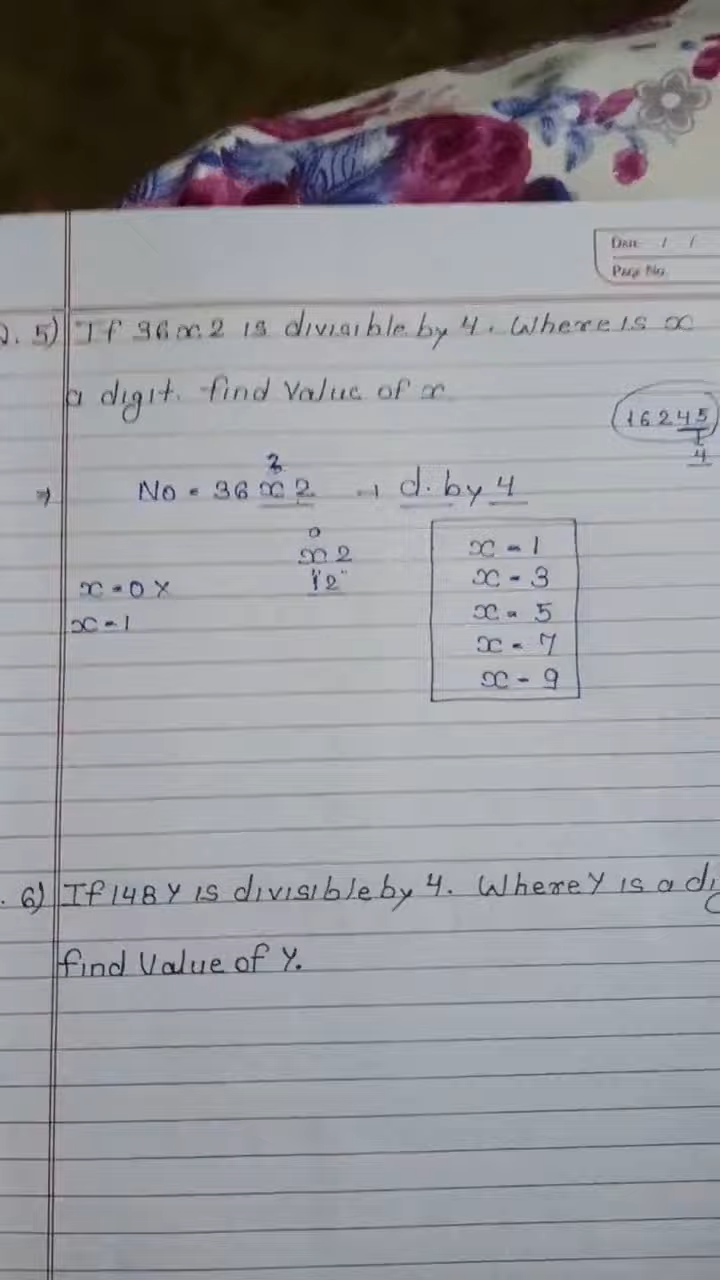 DATE / /
PAGE NO.
Q. 5) If 36x2 is divisible by 4. Where is x
a digit. find Value of x
16245
4
2
⇒ No = 36x2 → d. by 4
0
x2
"12"
x = 0 ×
x = 1
x = 1
x = 3
x = 5
x = 7
x = 9
. 6) If 148Y is divisible by 4. Where Y is a di
find Value of Y.